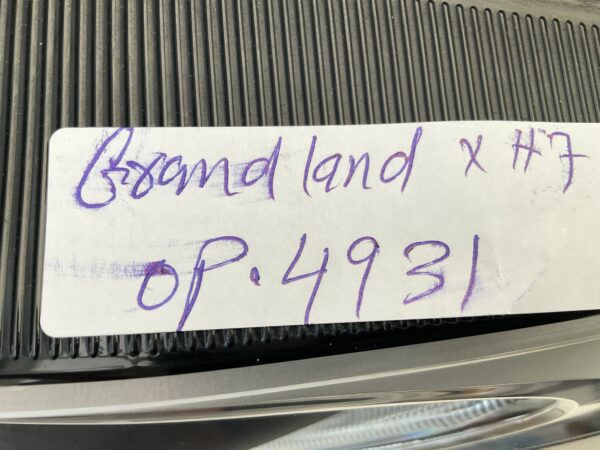 Grand land x #7
OP. 4931